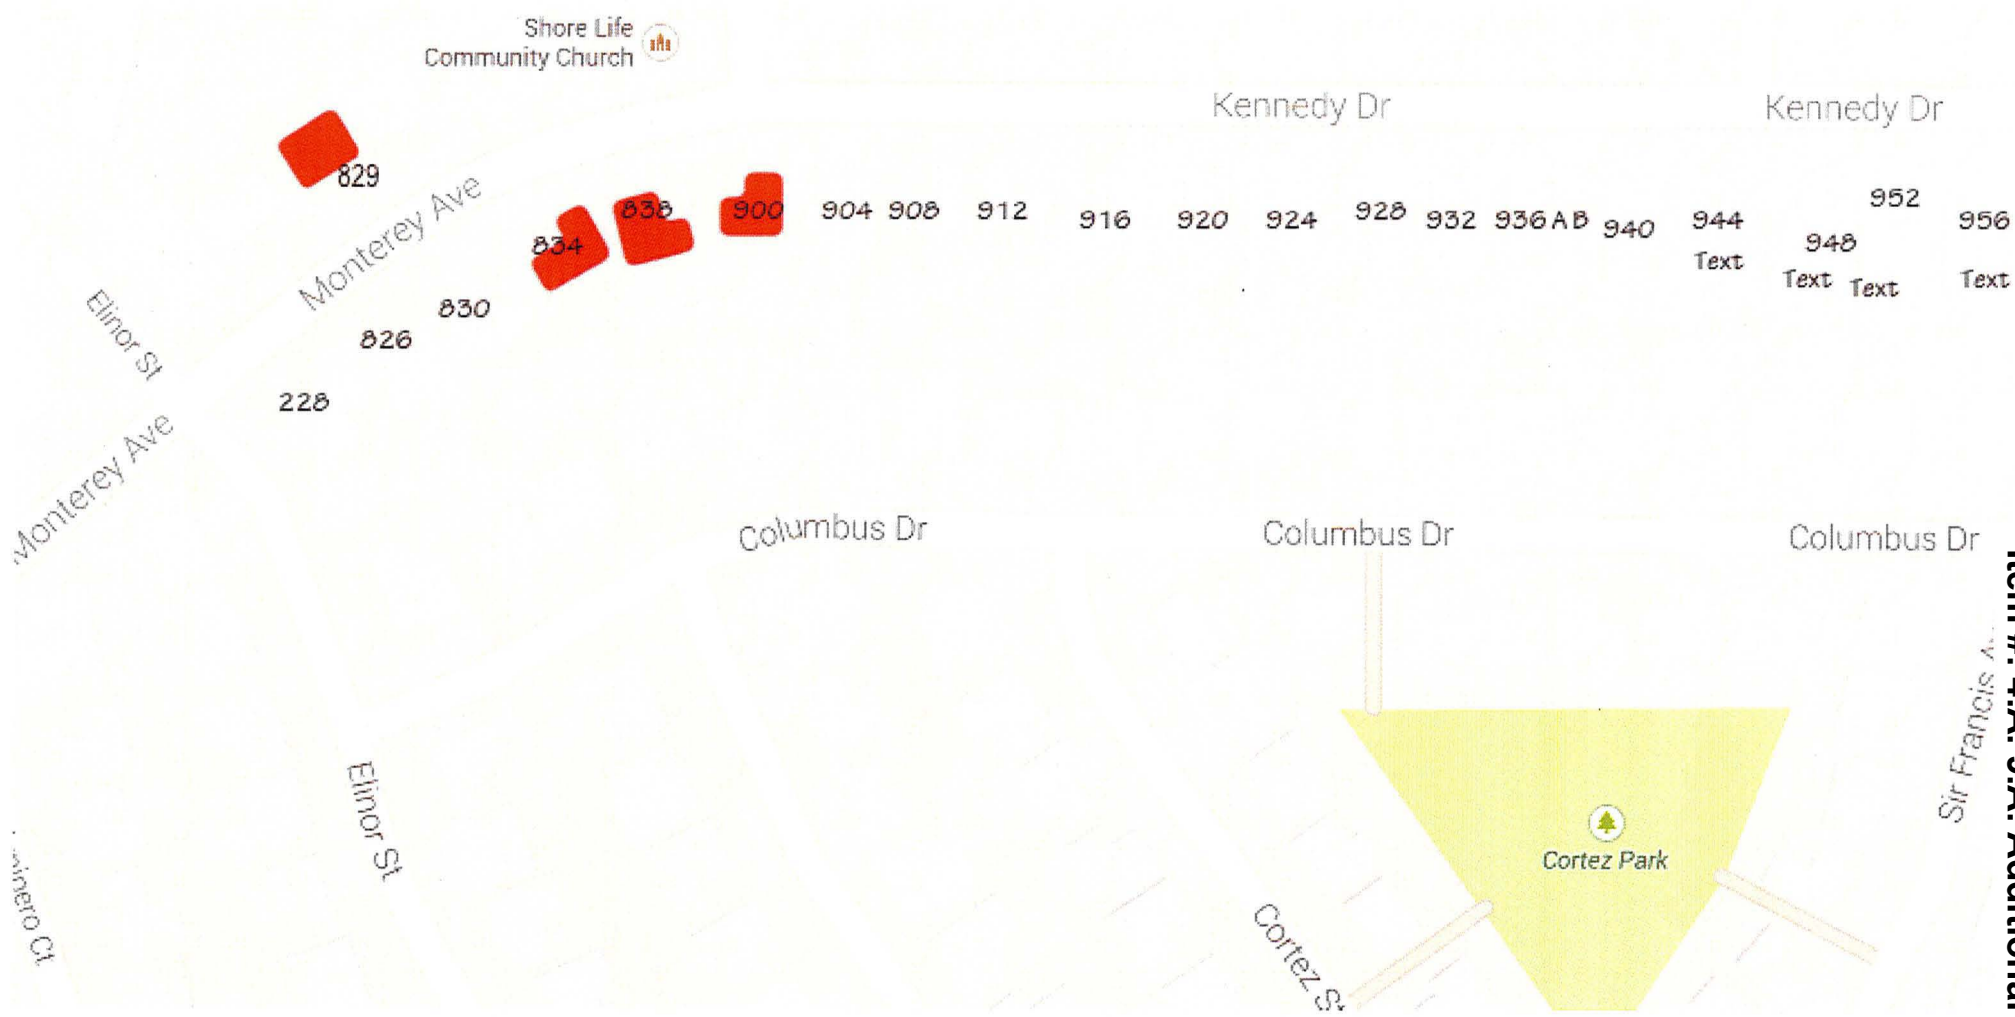 Shore Life
Community Church
Kennedy Dr
Kennedy Dr
829
Monterey Ave
834
838
900
904
908
912
916
920
924
928
932
936 A B
940
944
Text
948
Text
952
Text
956
Text
Elinor St
830
826
228
Monterey Ave
Columbus Dr
Columbus Dr
Columbus Dr
Elinor St
Sir Francis
Cortez Park
Cortez St
Ct